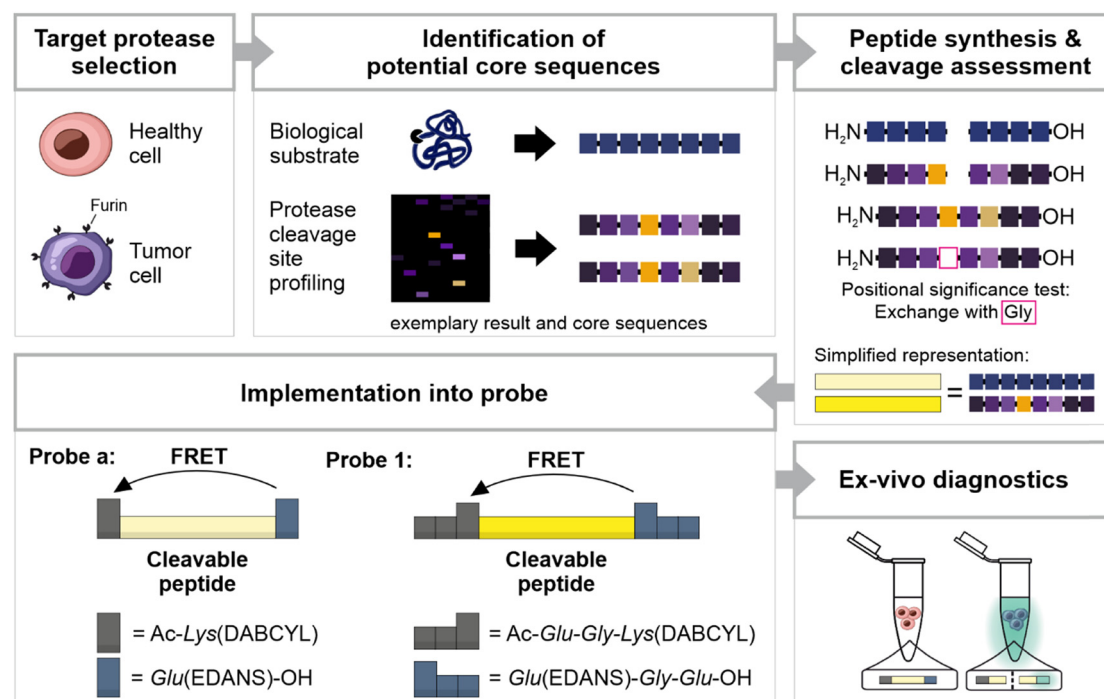 Target protease
selection
Healthy
cell
Furin
Tumor
cell
Identification of
potential core sequences
Biological
substrate
Protease
cleavage
site
profiling
exemplary result and core sequences
Peptide synthesis &
cleavage assessment
H₂N OH
H₂N OH
H₂N OH
H₂N OH
Positional significance test:
Exchange with Gly
Simplified representation:
=
Implementation into probe
Probe a: FRET
Cleavable
peptide
= Ac-Lys(DABCYL)
= Glu(EDANS)-OH
Probe 1: FRET
Cleavable
peptide
= Ac-Glu-Gly-Lys(DABCYL)
= Glu(EDANS)-Gly-Glu-OH
Ex-vivo diagnostics